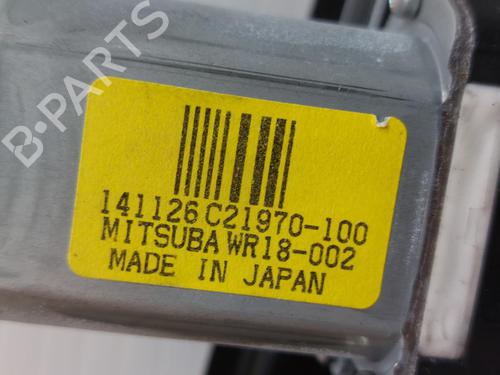 B-PARTS
141126 C21970-100
MITSUBA WR18-002
MADE IN JAPAN